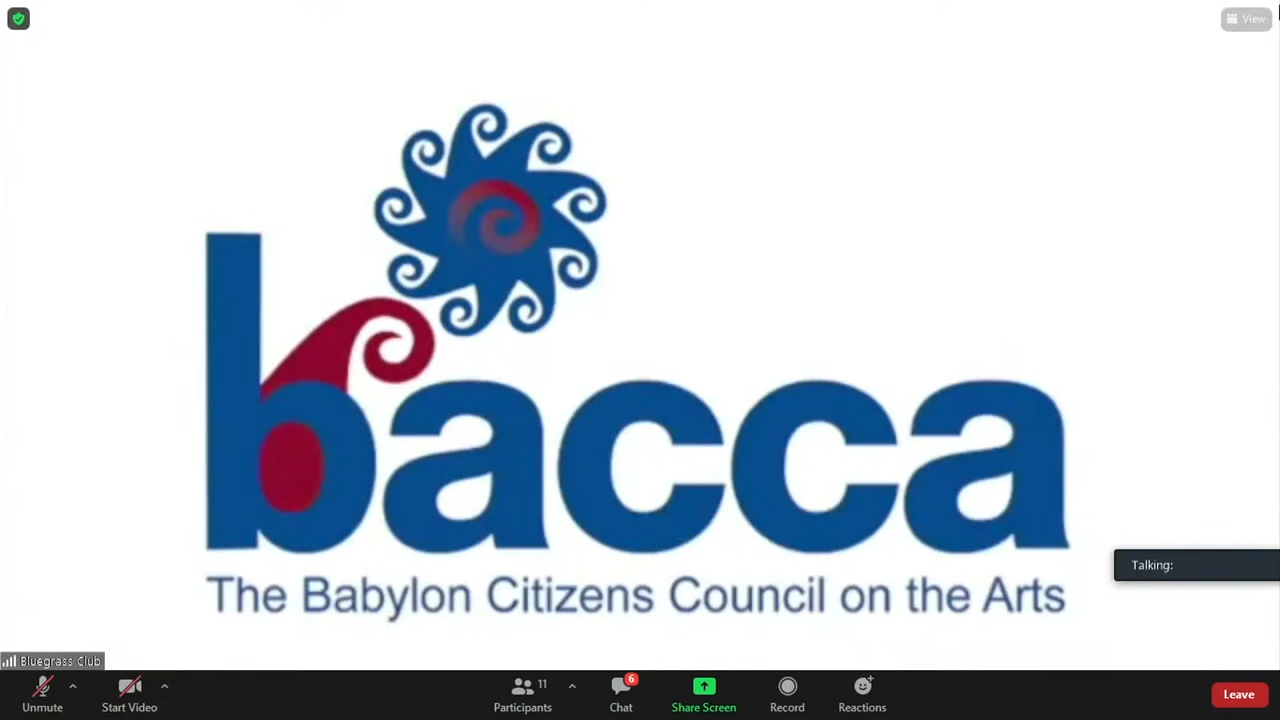 View
bacca
The Babylon Citizens Council on the Arts
Talking:
Bluegrass Club
11
6
Unmute
Start Video
Participants
Chat
Share Screen
Record
Reactions
Leave